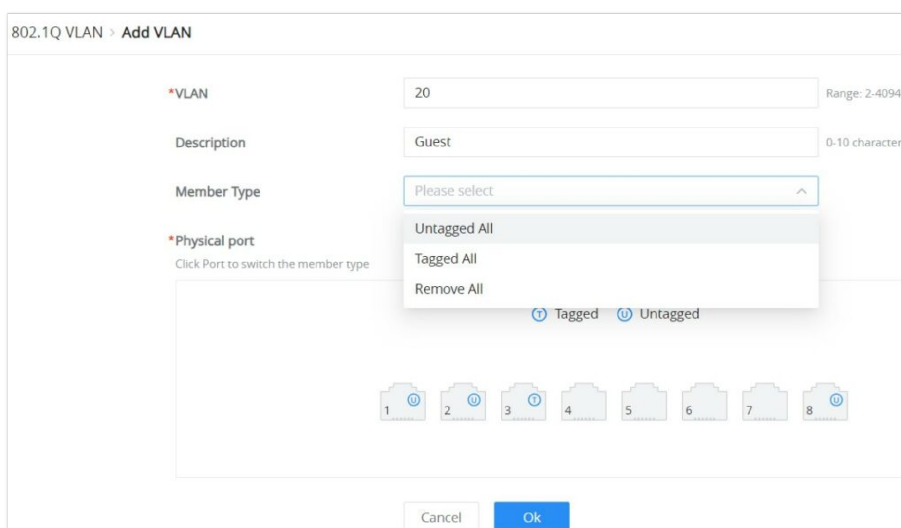 802.1Q VLAN > Add VLAN
*VLAN 20 Range: 2-4094
Description Guest 0-10 character
Member Type Please select
Untagged All
*Physical port
Click Port to switch the member type
Tagged All
Remove All
T Tagged U Untagged
1 U 2 U 3 T 4 5 6 7 8 U
Cancel Ok